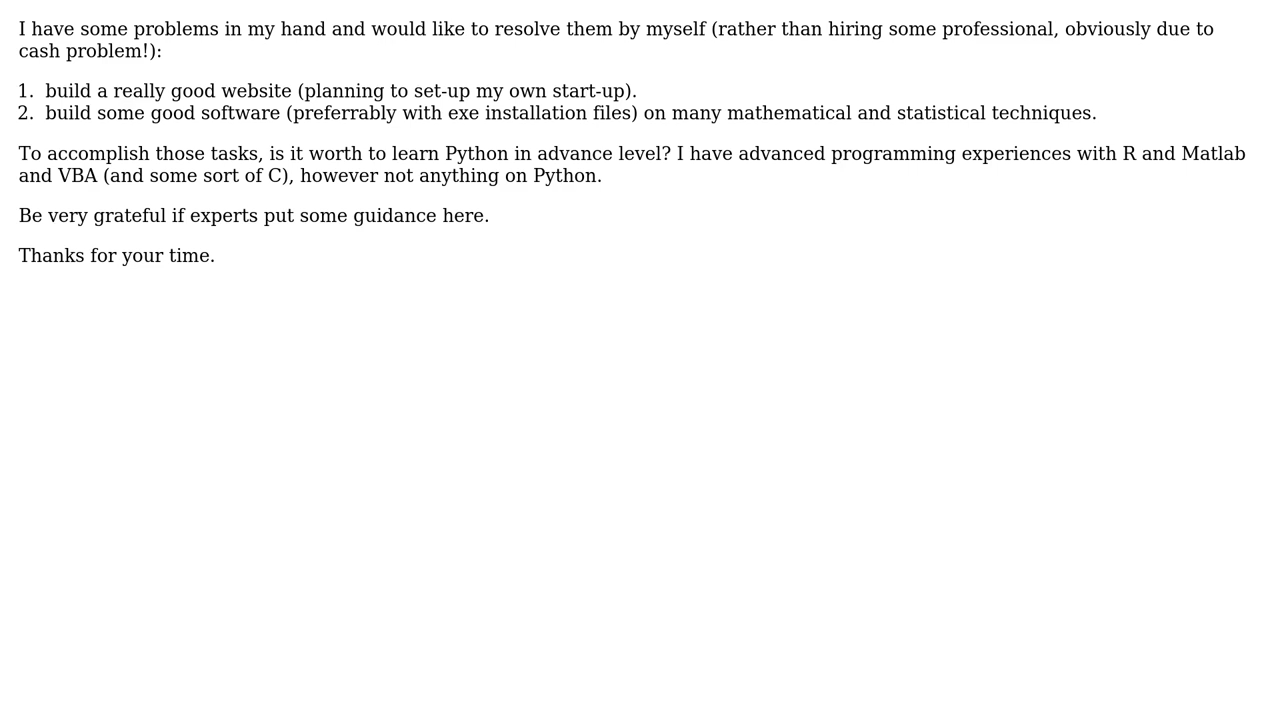 I have some problems in my hand and would like to resolve them by myself (rather than hiring some professional, obviously due to
cash problem!):
1. build a really good website (planning to set-up my own start-up).
2. build some good software (preferrably with exe installation files) on many mathematical and statistical techniques.
To accomplish those tasks, is it worth to learn Python in advance level? I have advanced programming experiences with R and Matlab
and VBA (and some sort of C), however not anything on Python.
Be very grateful if experts put some guidance here.
Thanks for your time.